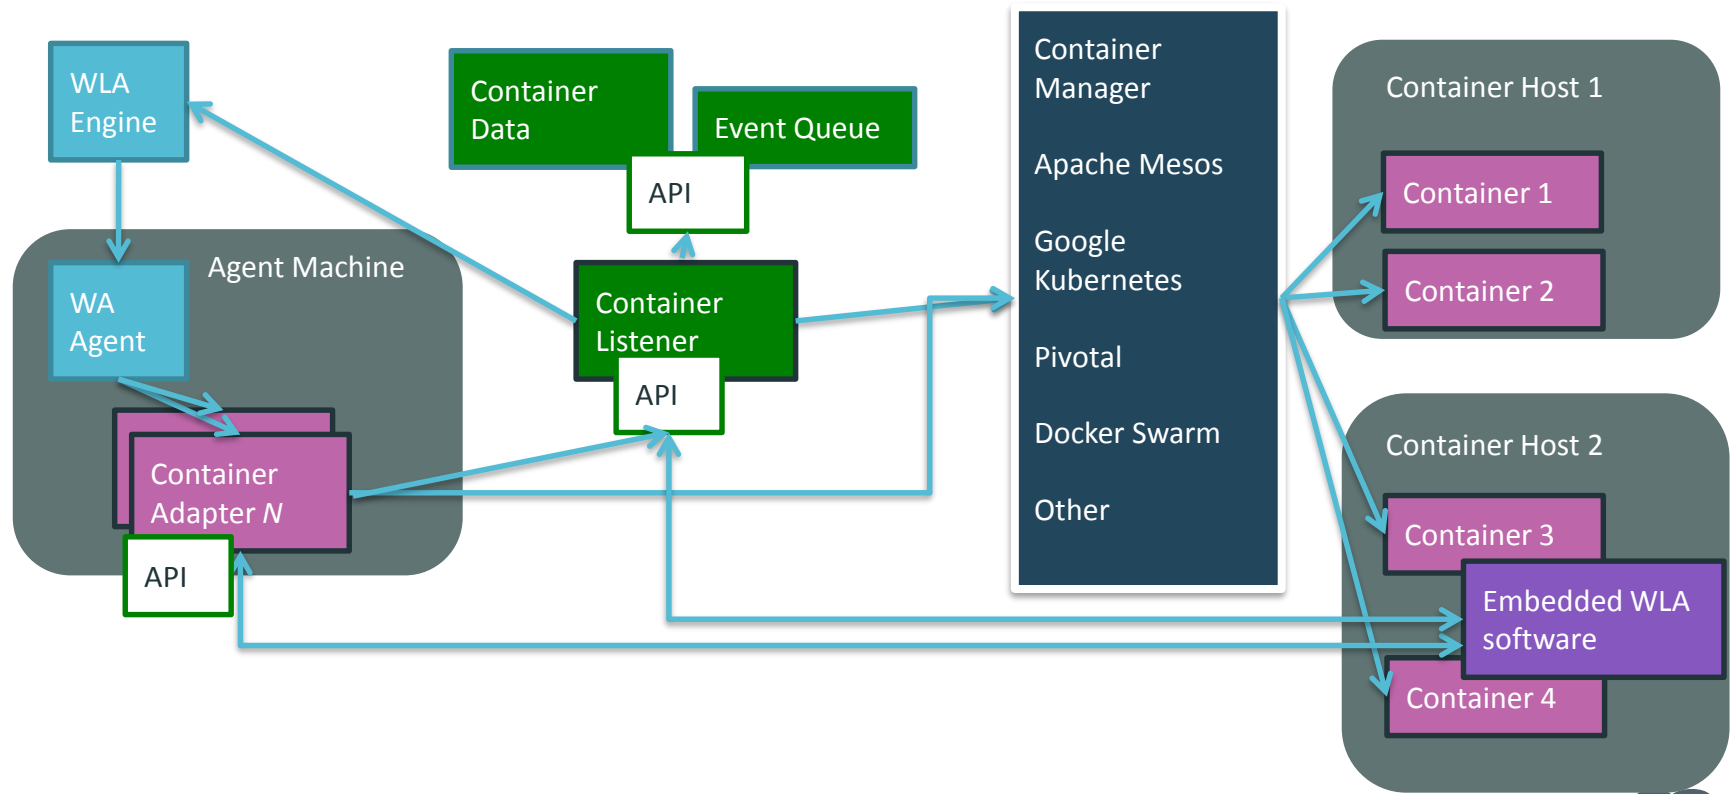 WLA
Engine
Container
Data
Event Queue
API
Container
Manager
Apache Mesos
Google
Kubernetes
Pivotal
Docker Swarm
Other
Container Host 1
Container 1
Container 2
Agent Machine
WA
Agent
Container
Listener
API
Container
Adapter N
API
Container Host 2
Container 3
Embedded WLA
software
Container 4